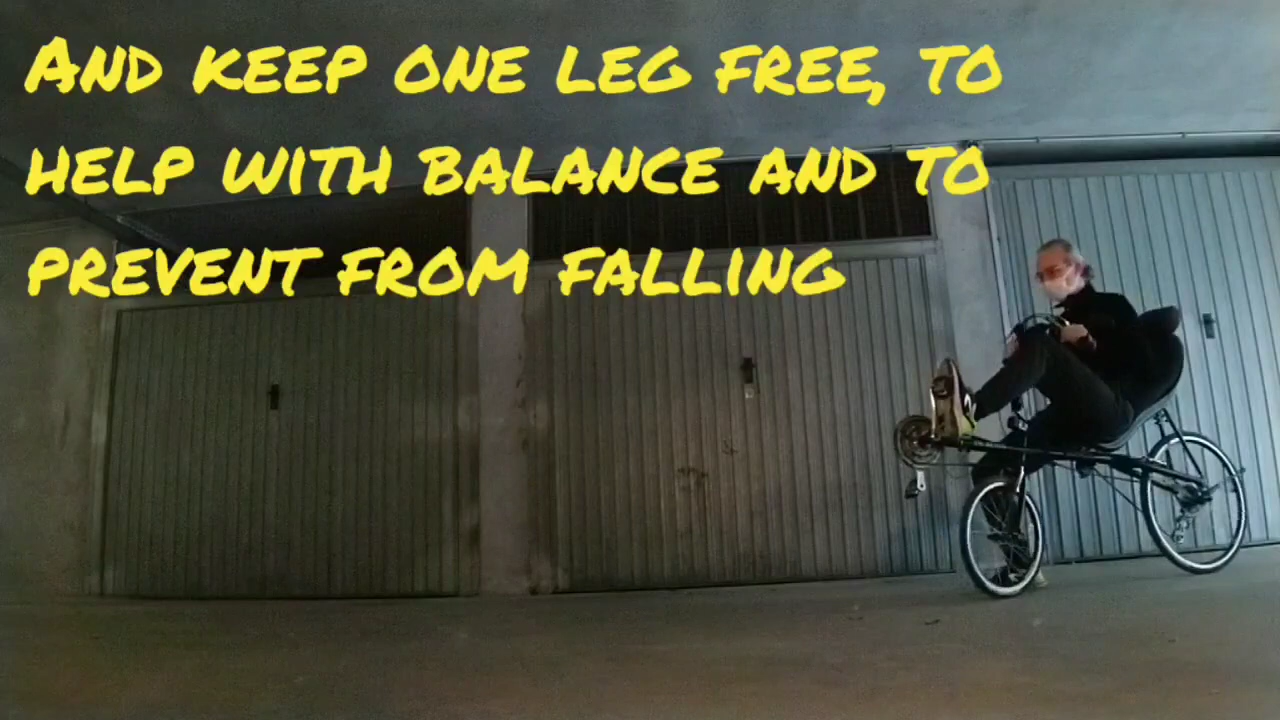 And keep one leg free, to
help with balance and to
prevent from falling